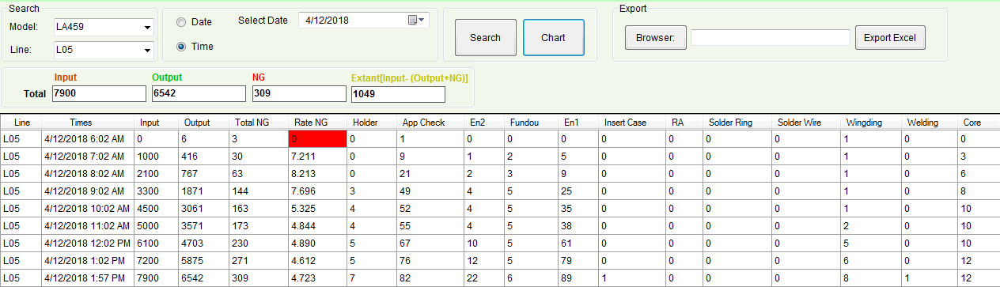 Search
Model: LA459
Line: L05
Date
Time
Select Date 4/12/2018
Search Chart
Export
Browser: Export Excel
Input Output NG Extant[Input- (Output+NG)]
Total 7900 6542 309 1049
Line Times Input Output Total NG Rate NG Holder App Check En2 Fundou En1 Insert Case RA Solder Ring Solder Wire Wingding Welding Core
L05 4/12/2018 6:02 AM 0 6 3 0 0 1 0 0 0 0 0 0 0 1 0 0
L05 4/12/2018 7:02 AM 1000 416 30 7.211 0 9 1 2 5 0 0 0 0 1 0 3
L05 4/12/2018 8:02 AM 2100 767 63 8.213 0 21 2 3 9 0 0 0 0 1 0 6
L05 4/12/2018 9:02 AM 3300 1871 144 7.696 3 49 4 5 25 0 0 0 0 1 0 8
L05 4/12/2018 10:02 AM 4500 3061 163 5.325 4 52 4 5 35 0 0 0 0 1 0 10
L05 4/12/2018 11:02 AM 5000 3571 173 4.844 4 55 4 5 38 0 0 0 0 2 0 10
L05 4/12/2018 12:02 PM 6100 4703 230 4.890 5 67 10 5 61 0 0 0 0 5 0 10
L05 4/12/2018 1:02 PM 7200 5875 271 4.612 5 76 12 5 79 0 0 0 0 6 0 12
L05 4/12/2018 1:57 PM 7900 6542 309 4.723 7 82 22 6 89 1 0 0 0 8 1 12